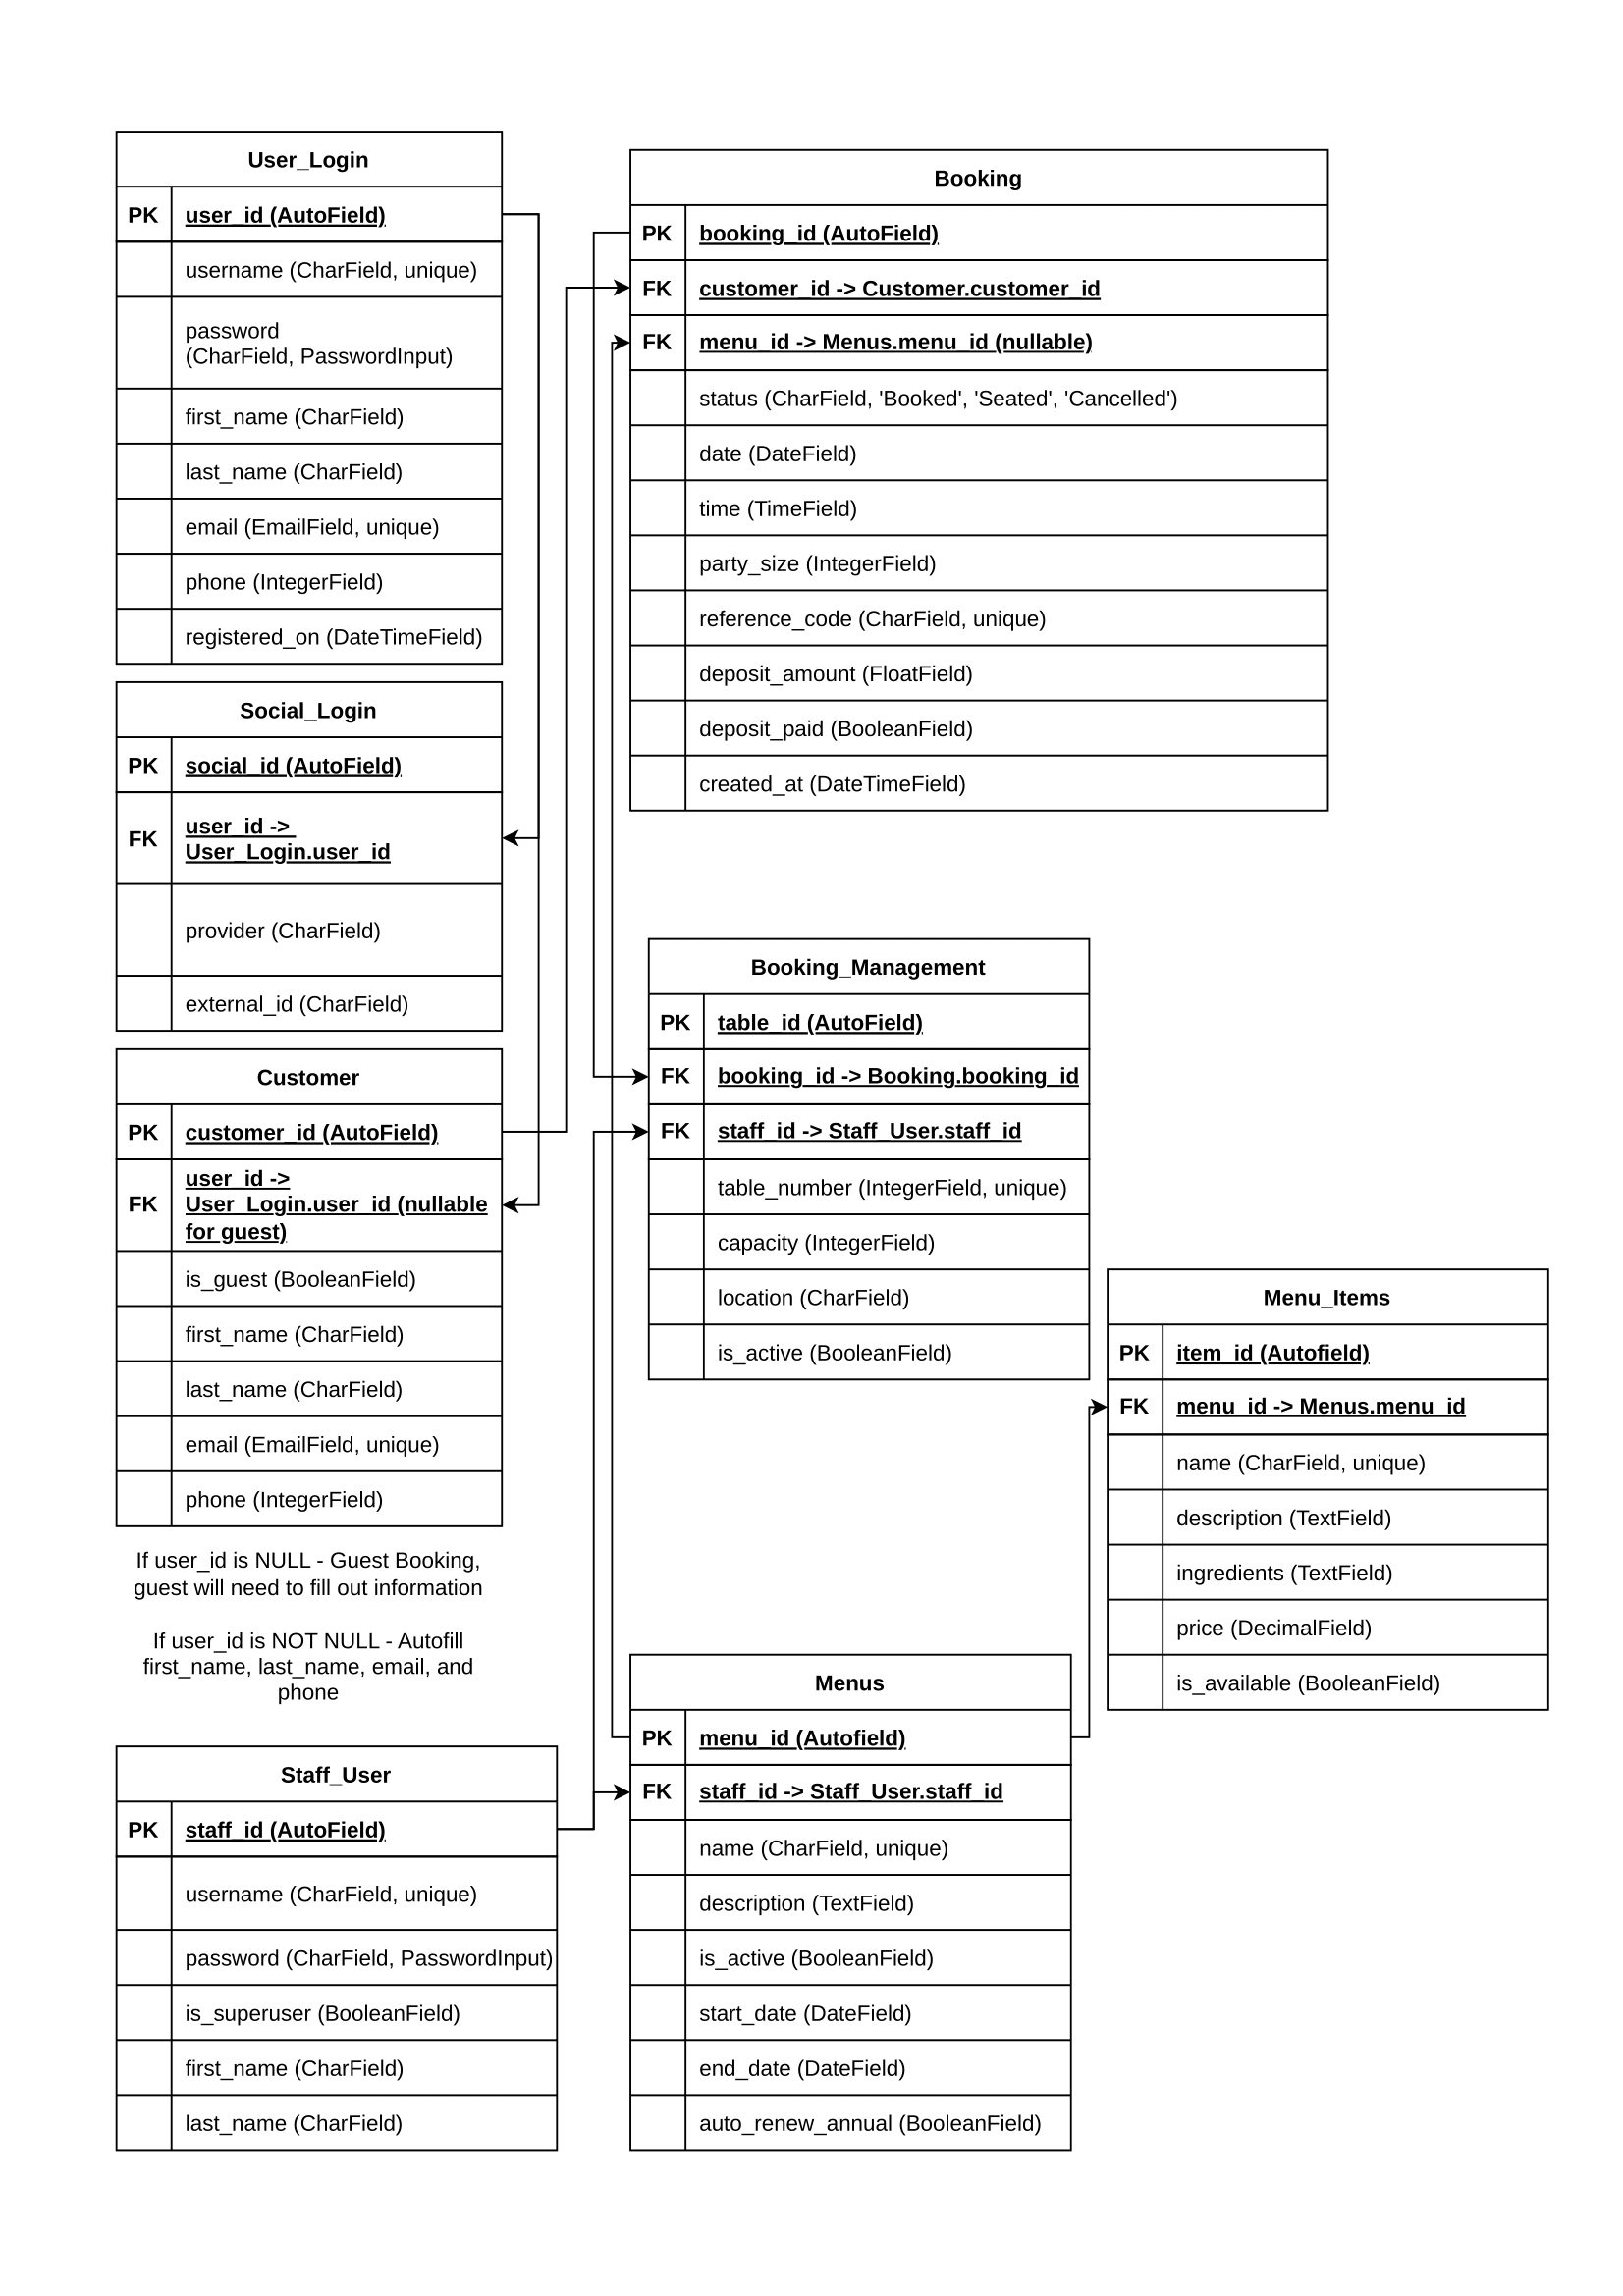 User_Login
PK user_id (AutoField)
username (CharField, unique)
password
(CharField, PasswordInput)
first_name (CharField)
last_name (CharField)
email (EmailField, unique)
phone (IntegerField)
registered_on (DateTimeField)
Social_Login
PK social_id (AutoField)
FK user_id ->
User_Login.user_id
provider (CharField)
external_id (CharField)
Customer
PK customer_id (AutoField)
FK user_id ->
User_Login.user_id (nullable
for guest)
is_guest (BooleanField)
first_name (CharField)
last_name (CharField)
email (EmailField, unique)
phone (IntegerField)
If user_id is NULL - Guest Booking,
guest will need to fill out information
If user_id is NOT NULL - Autofill
first_name, last_name, email, and
phone
Staff_User
PK staff_id (AutoField)
username (CharField, unique)
password (CharField, PasswordInput)
is_superuser (BooleanField)
first_name (CharField)
last_name (CharField)
Booking
PK booking_id (AutoField)
FK customer_id -> Customer.customer_id
FK menu_id -> Menus.menu_id (nullable)
status (CharField, 'Booked', 'Seated', 'Cancelled')
date (DateField)
time (TimeField)
party_size (IntegerField)
reference_code (CharField, unique)
deposit_amount (FloatField)
deposit_paid (BooleanField)
created_at (DateTimeField)
Booking_Management
PK table_id (AutoField)
FK booking_id -> Booking.booking_id
FK staff_id -> Staff_User.staff_id
table_number (IntegerField, unique)
capacity (IntegerField)
location (CharField)
is_active (BooleanField)
Menus
PK menu_id (Autofield)
FK staff_id -> Staff_User.staff_id
name (CharField, unique)
description (TextField)
is_active (BooleanField)
start_date (DateField)
end_date (DateField)
auto_renew_annual (BooleanField)
Menu_Items
PK item_id (Autofield)
FK menu_id -> Menus.menu_id
name (CharField, unique)
description (TextField)
ingredients (TextField)
price (DecimalField)
is_available (BooleanField)